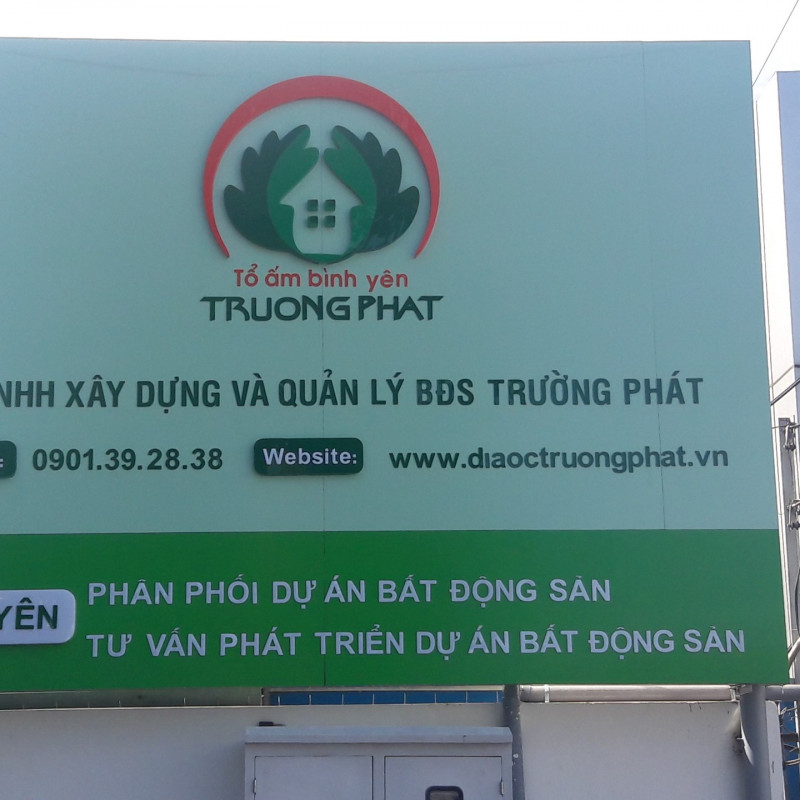 Tổ ấm bình yên
TRUONG PHAT
NHH XÂY DỰNG VÀ QUẢN LÝ BĐS TRƯỜNG PHÁT
: 0901.39.28.38 Website: www.diaoctruongphat.vn
YÊN PHÂN PHỐI DỰ ÁN BẤT ĐỘNG SẢN
TƯ VẤN PHÁT TRIỂN DỰ ÁN BẤT ĐỘNG SẢN